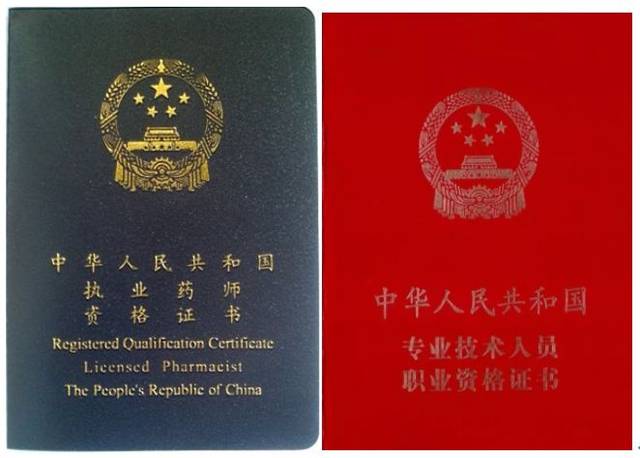 中华人民共和国
执业药师
资格证书
Registered Qualification Certificate
Licensed Pharmacist
The People's Republic of China
中华人民共和国
专业技术人员
职业资格证书